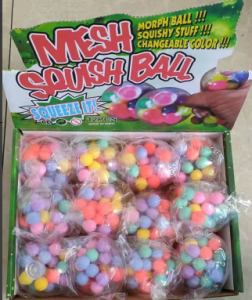 MORPH BALL !!!
SQUISHY STUFF !!!
CHANGEABLE COLOR !!!
MESH
SQUISH BALL
SQUEEZE IT!